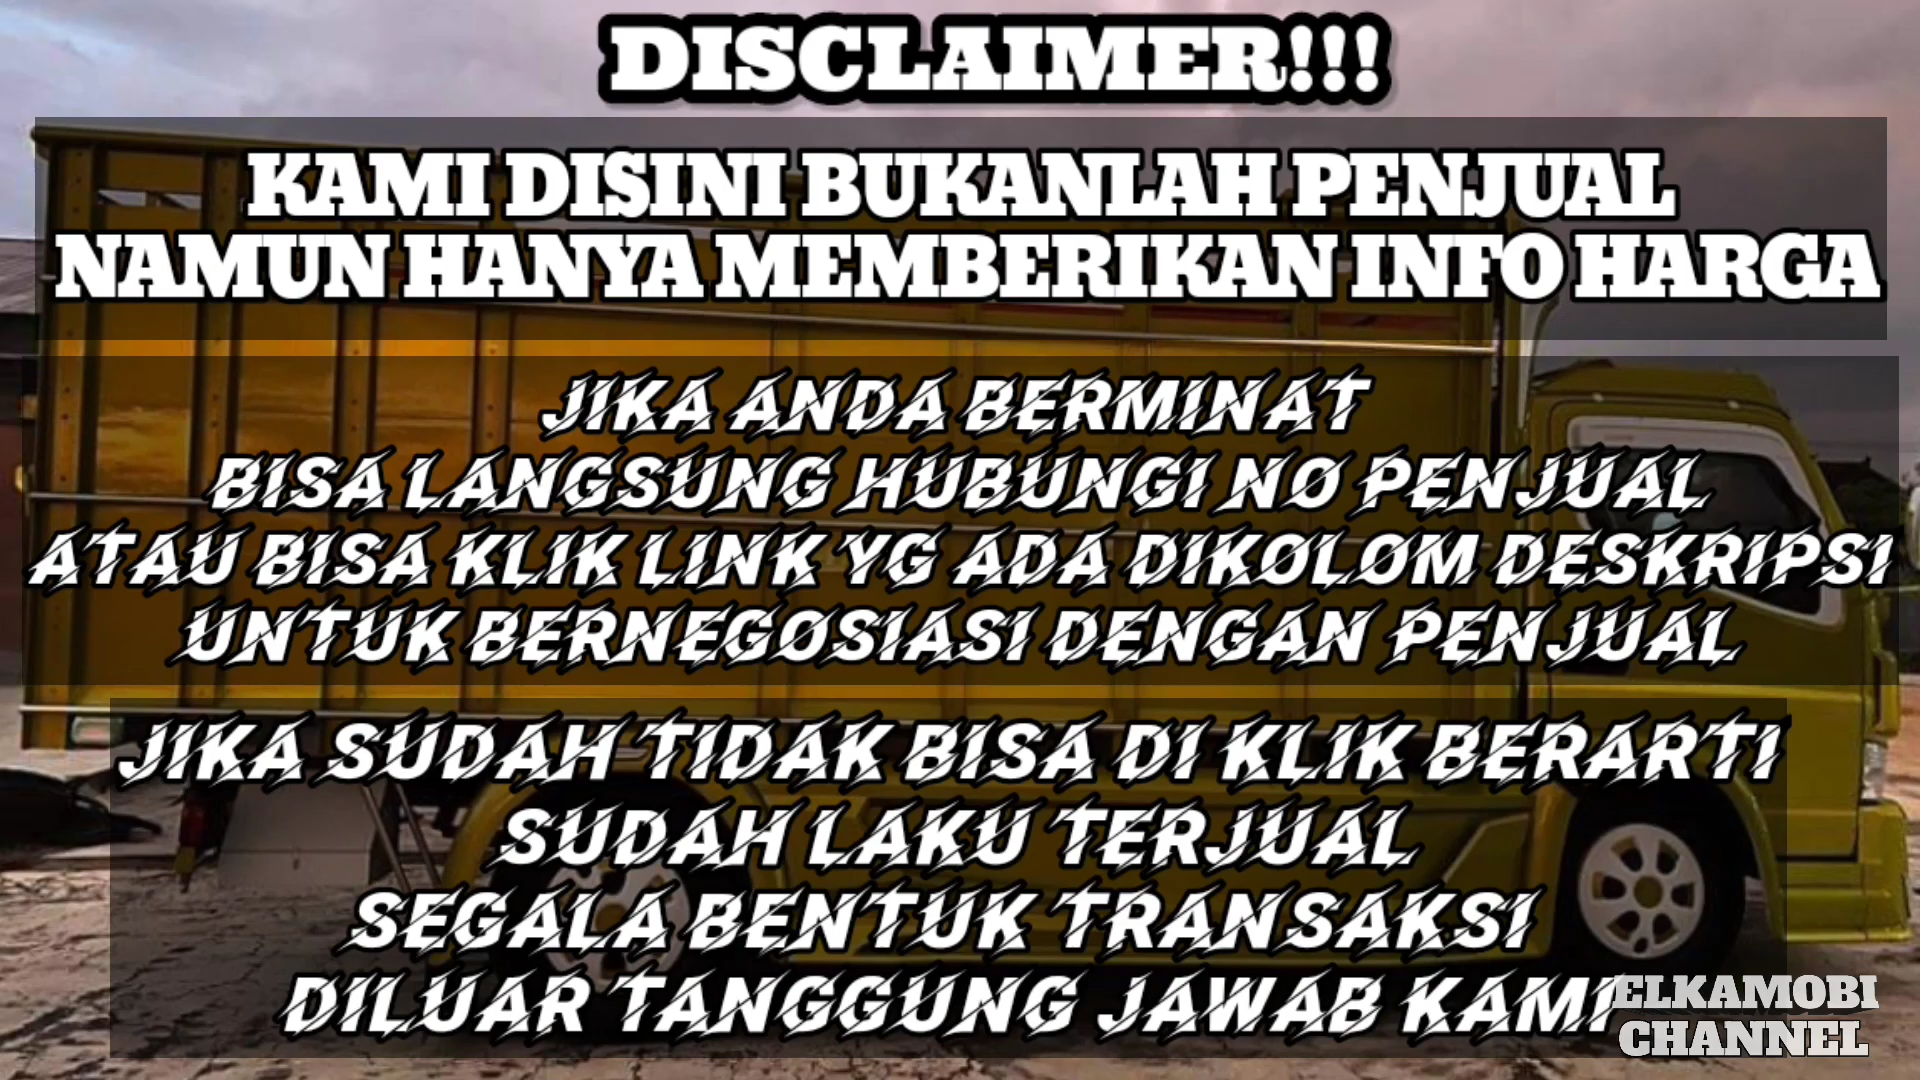 DISCLAIMER!!!
KAMI DISINI BUKANLAH PENJUAL
NAMUN HANYA MEMBERIKAN INFO HARGA
JIKA ANDA BERMINAT
BISA LANGSUNG HUBUNGI NO PENJUAL
ATAU BISA KLIK LINK YG ADA DIKOLOM DESKRIPSI
UNTUK BERNEGOSIASI DENGAN PENJUAL
JIKA SUDAH TIDAK BISA DI KLIK BERARTI
SUDAH LAKU TERJUAL
SEGALA BENTUK TRANSAKSI
DILUAR TANGGUNG JAWAB KAMI
ELKAMOBI
CHANNEL